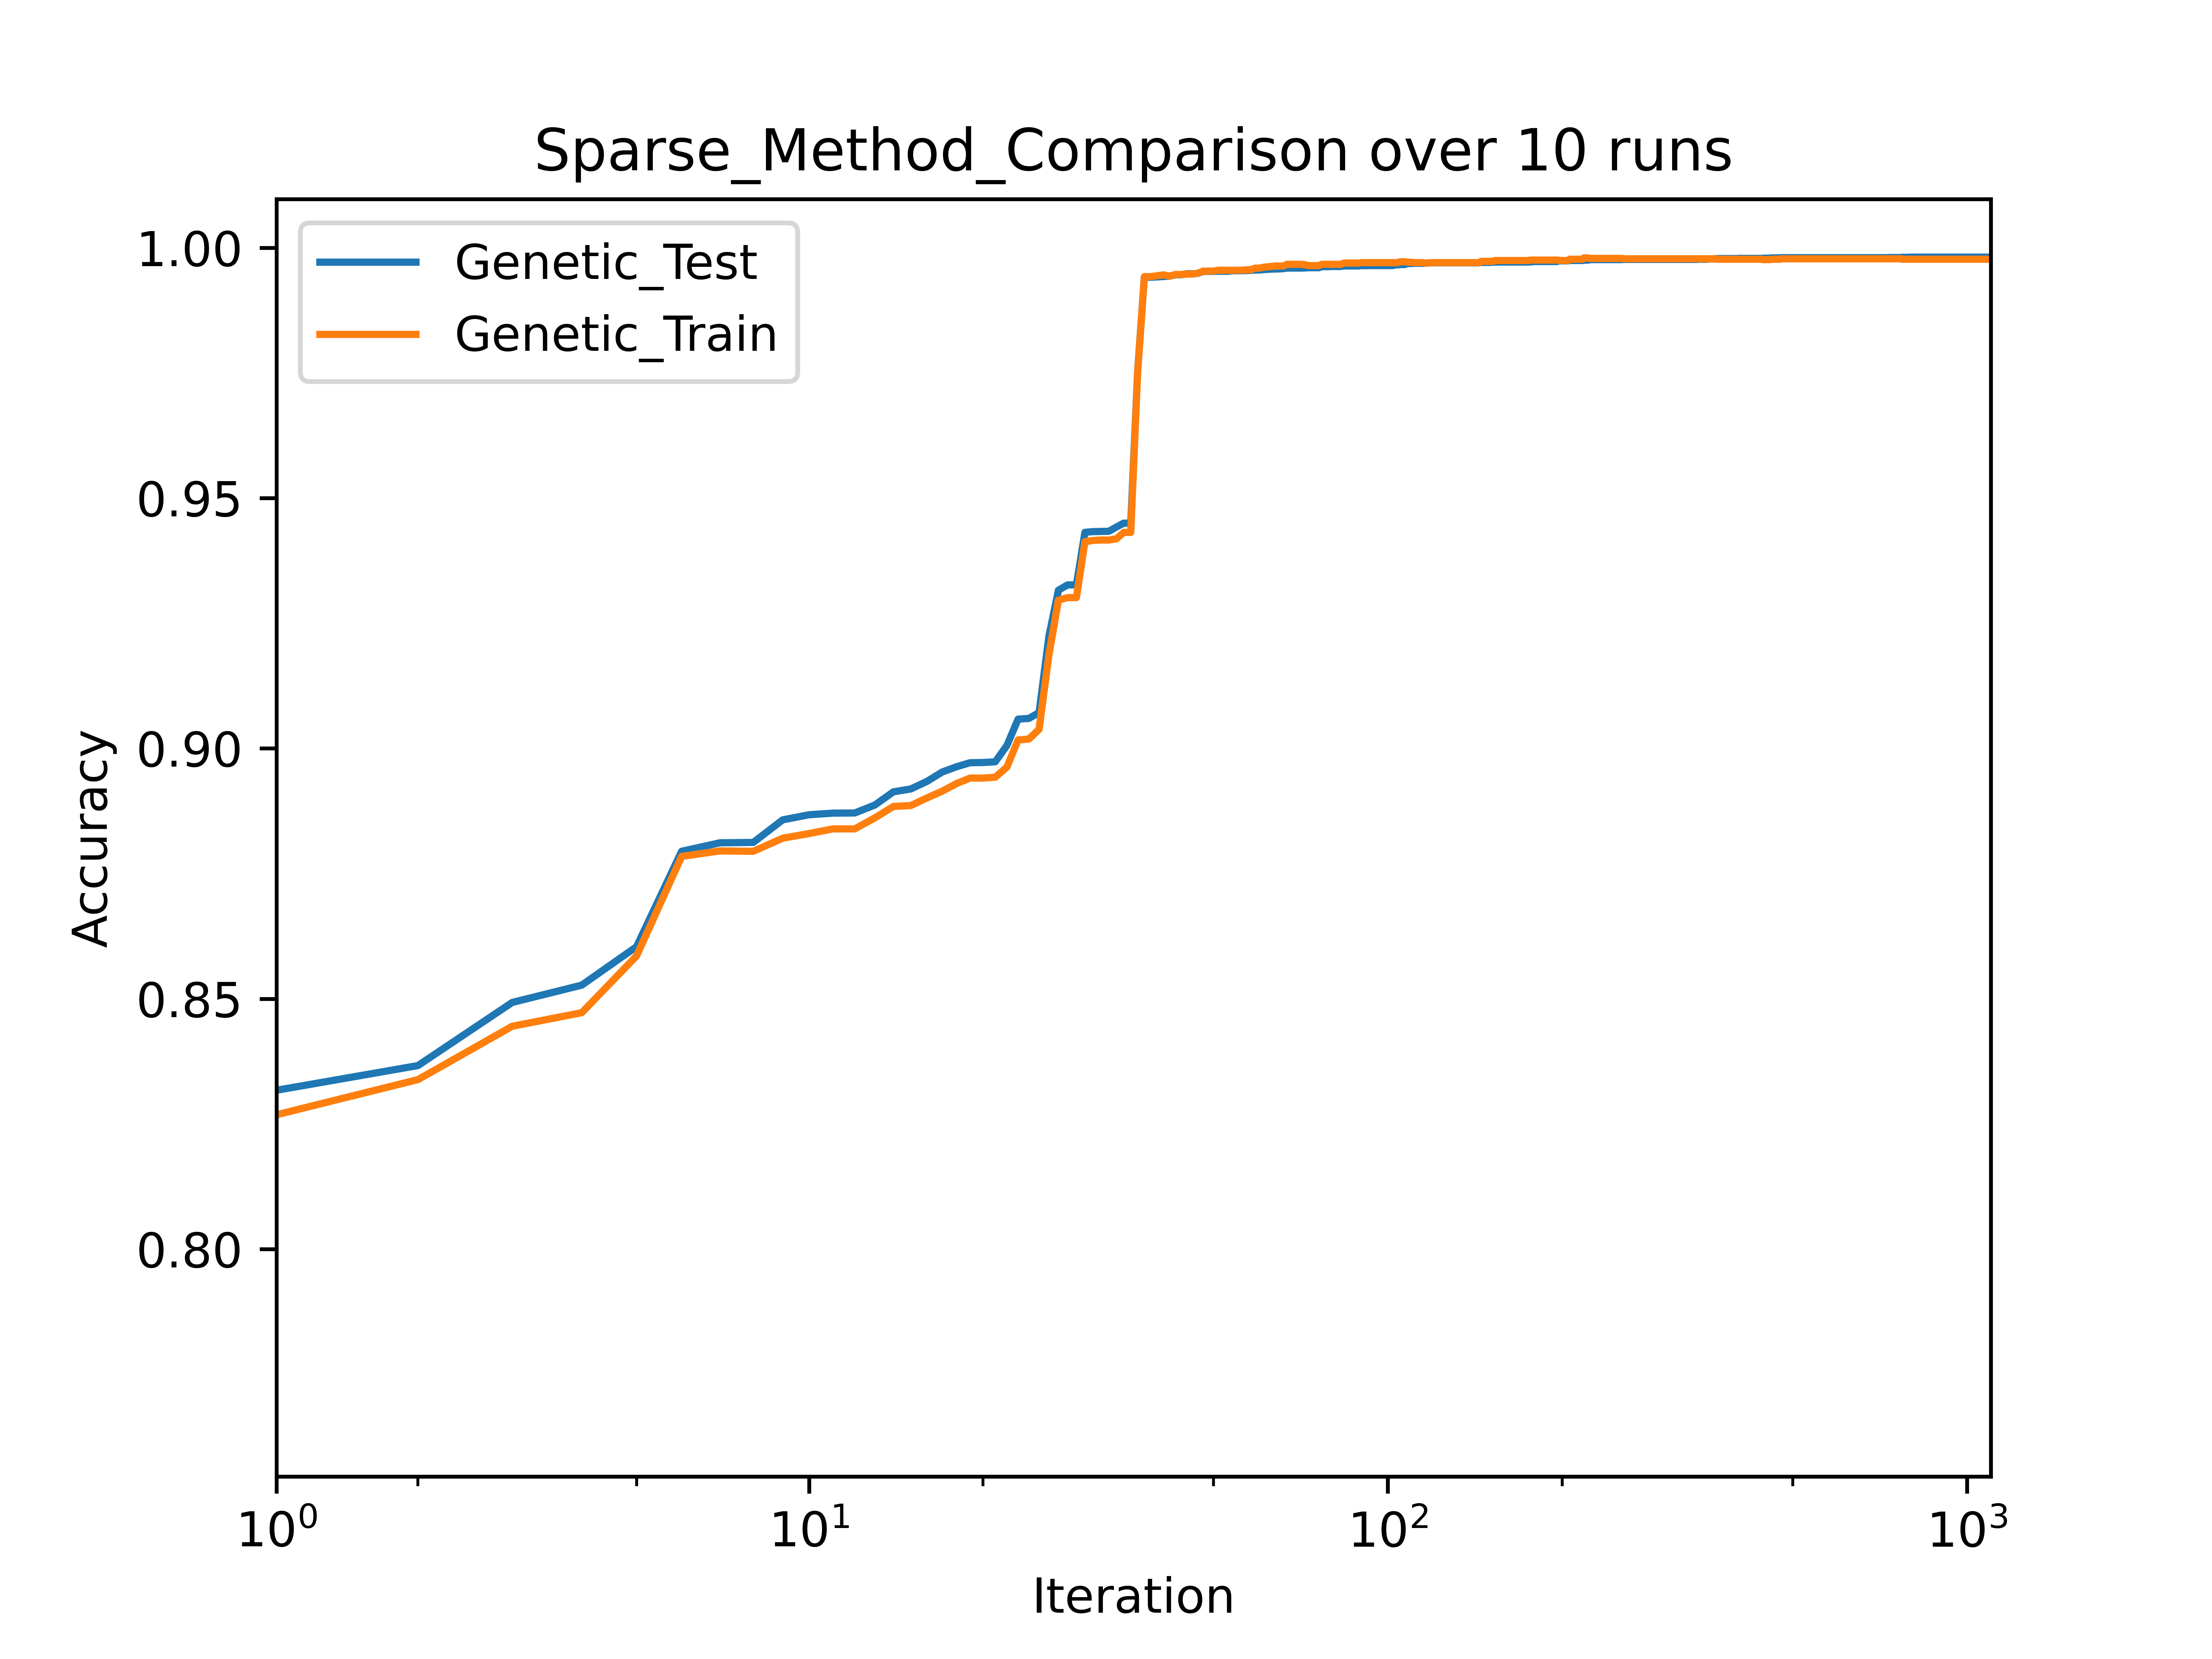 Sparse_Method_Comparison over 10 runs
Genetic_Test
Genetic_Train
1.00
0.95
0.90
0.85
0.80
Accuracy
10⁰ 10¹ 10² 10³
Iteration